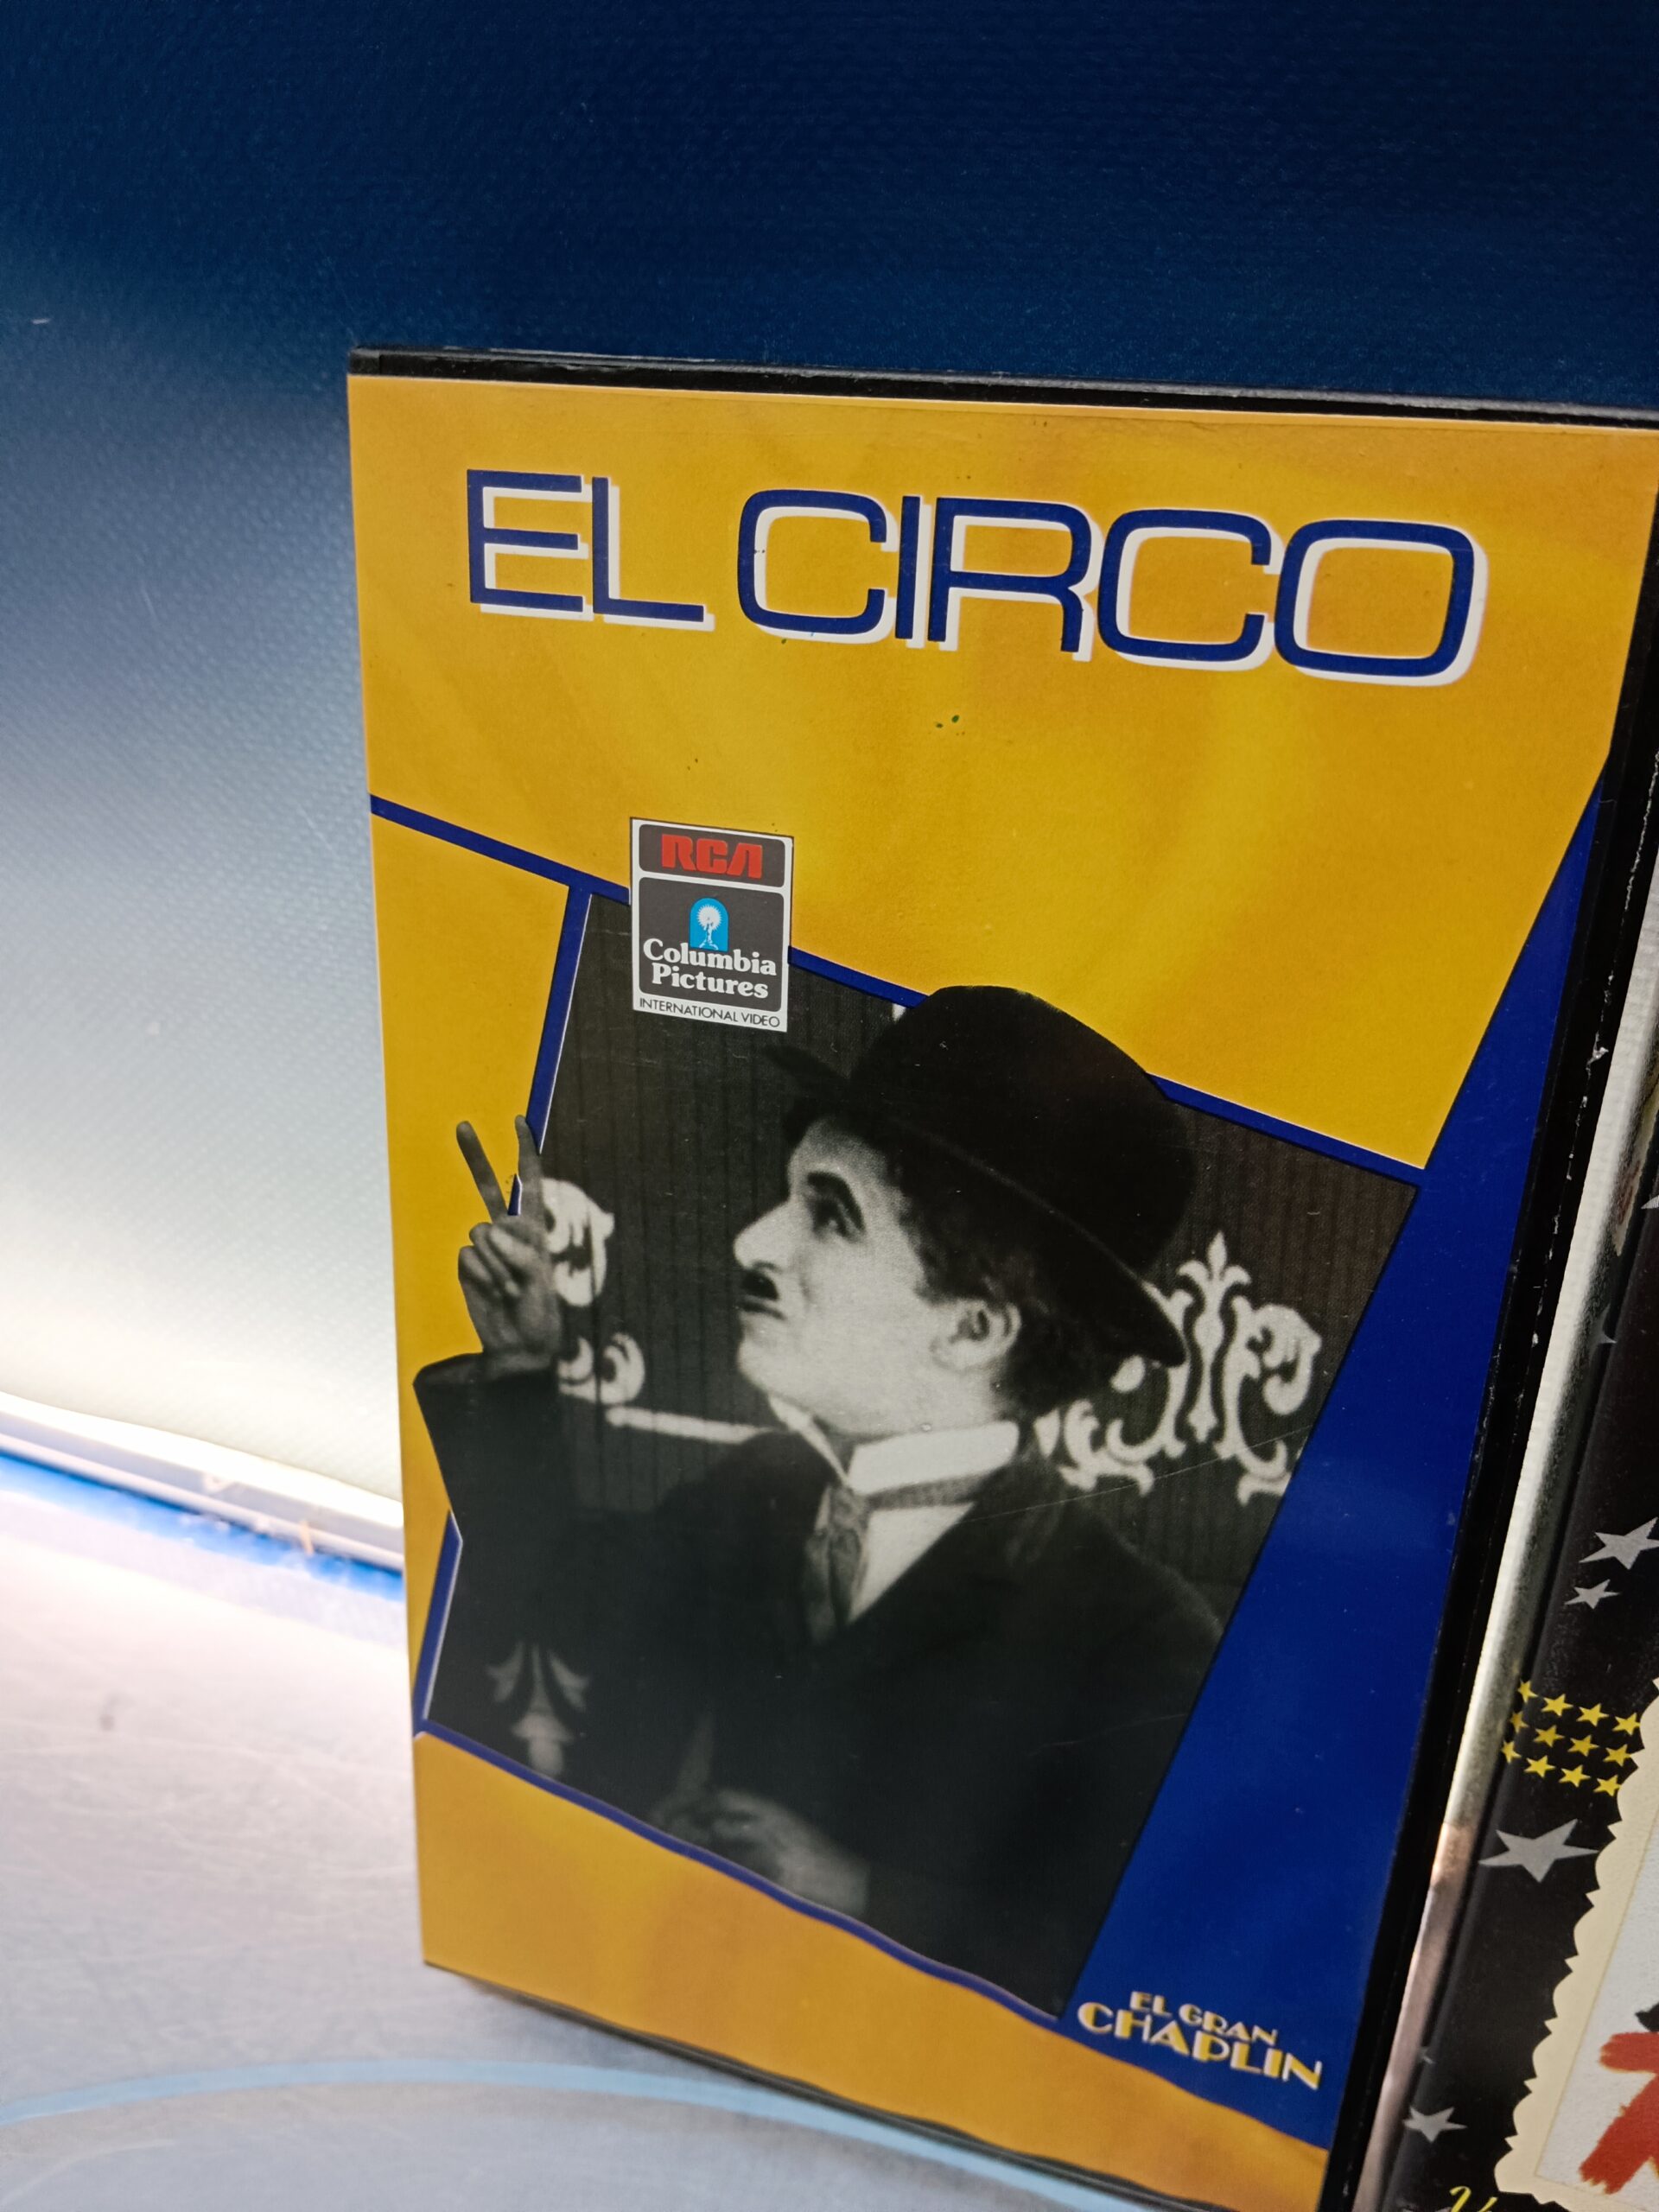 EL CIRCO
RCA
Columbia
Pictures
INTERNATIONAL VIDEO
EL GRAN
CHAPLIN